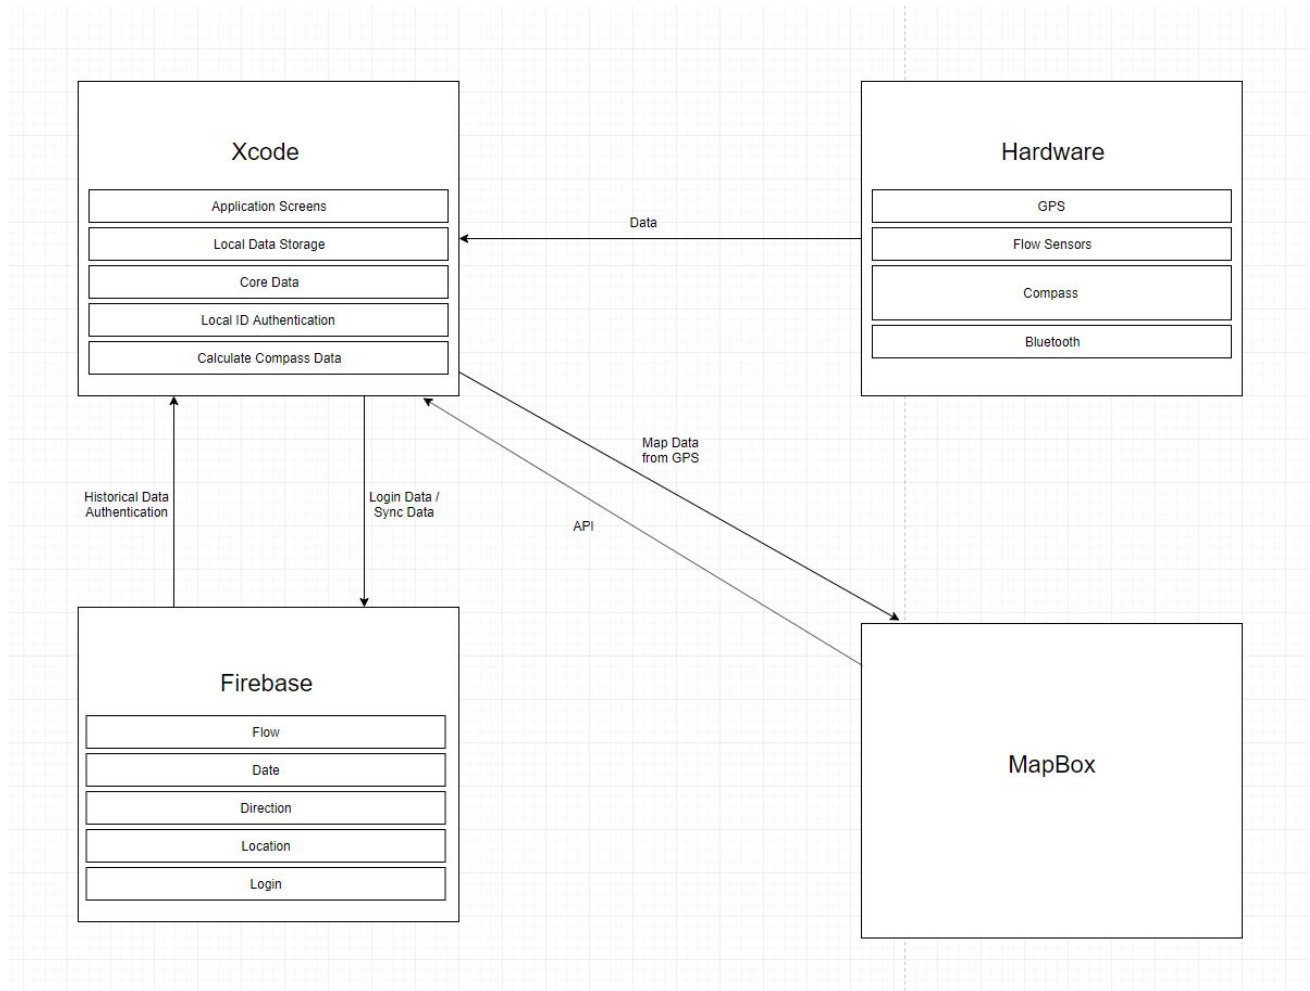 Xcode
Application Screens
Local Data Storage
Core Data
Local ID Authentication
Calculate Compass Data
Hardware
GPS
Flow Sensors
Compass
Bluetooth
Data
Map Data
from GPS
API
Historical Data
Authentication
Login Data /
Sync Data
Firebase
Flow
Date
Direction
Location
Login
MapBox